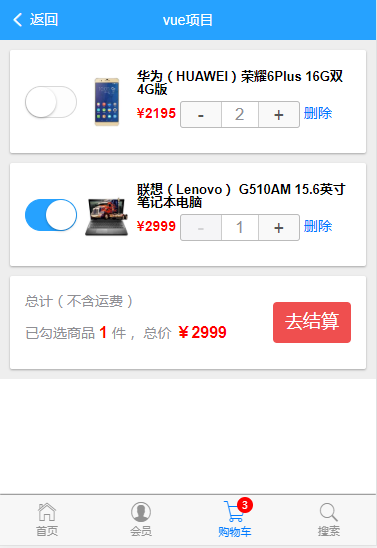 返回 vue项目
华为（HUAWEI）荣耀6Plus 16G双
4G版
¥2195 - 2 + 删除
联想（Lenovo） G510AM 15.6英寸
笔记本电脑
¥2999 - 1 + 删除
总计（不含运费）
已勾选商品 1 件， 总价 ￥2999
去结算
3
首页 会员 购物车 搜索